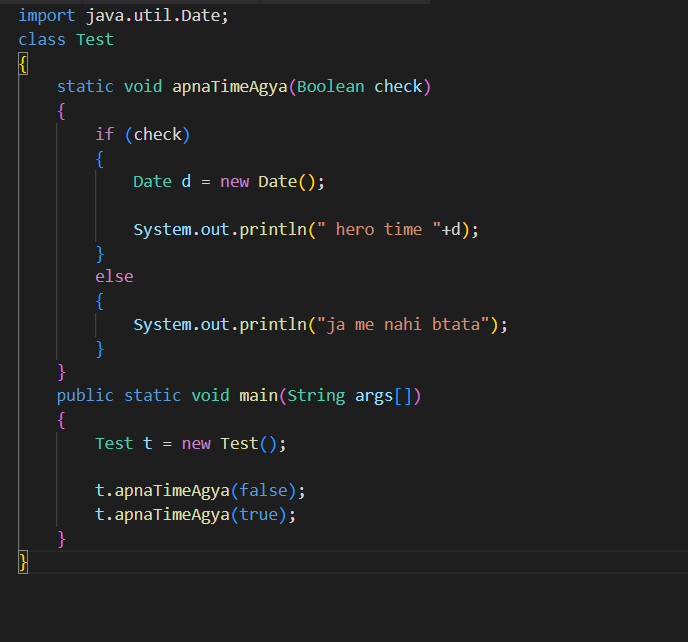 import java.util.Date;
class Test
{
    static void apnaTimeAgya(Boolean check)
    {
        if (check)
        {
            Date d = new Date();

            System.out.println(" hero time "+d);
        }
        else
        {
            System.out.println("ja me nahi btata");
        }
    }
    public static void main(String args[])
    {
        Test t = new Test();

        t.apnaTimeAgya(false);
        t.apnaTimeAgya(true);
    }
}